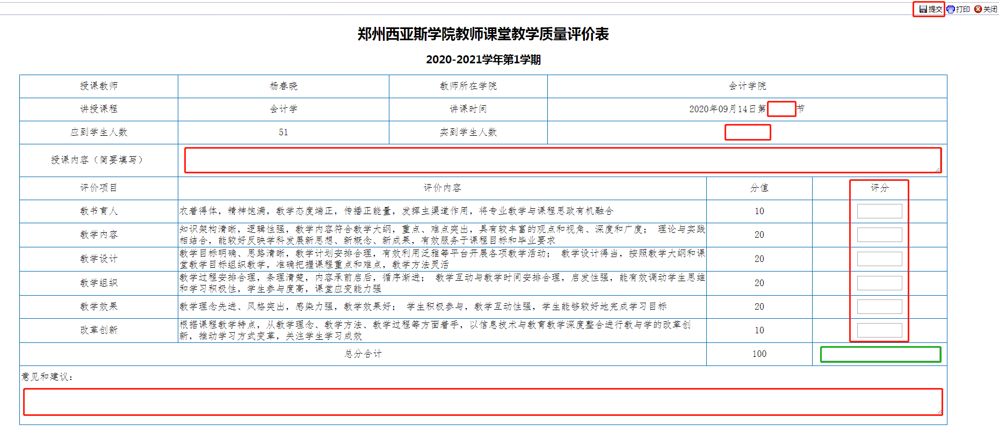 提交 打印 关闭
郑州西亚斯学院教师课堂教学质量评价表
2020-2021学年第1学期
授课教师 杨春晓 教师所在学院 会计学院
讲授课程 会计学 讲课时间 2020年09月14日第 节
应到学生人数 51 实到学生人数
授课内容（简要填写）
评价项目 评价内容 分值 评分
教书育人 衣着得体，精神饱满，教学态度端正，传播正能量，发挥主渠道作用，将专业教学与课程思政有机融合 10
知识架构清晰，逻辑性强，教学内容符合教学大纲，重点、难点突出，具有较丰富的观点和视角、深度和广度； 理论与实践
教学内容 20
相结合，能较好反映学科发展新思想、新概念、新成果，有效服务于课程目标和毕业要求
教学目标明确、思路清晰，教学计划安排合理，有效利用泛雅等平台开展各项教学活动； 教学设计得当，按照教学大纲和课
教学设计 20
堂教学目标组织教学，准确把握课程重点和难点，教学方法灵活
教学过程安排合理，条理清楚，内容承前启后，循序渐进； 教学互动与教学时间安排合理，启发性强，能有效调动学生思维
教学组织 20
和学习积极性，学生参与度高，课堂应变能力强
教学效果 教学理念先进、风格突出，感染力强，教学效果好； 学生积极参与，教学互动性强，学生能够较好地完成学习目标 20
根据课程教学特点，从教学理念、教学方法、教学过程等方面着手，以信息技术与教育教学深度整合进行教与学的改革创
改革创新 10
新，推动学习方式变革，关注学生学习成效
总分合计 100
意见和建议：